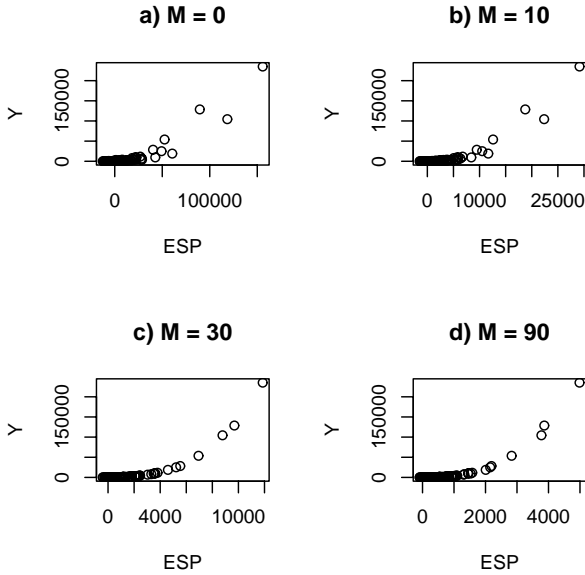 a) M = 0
Y
0 150000
0 100000
ESP
b) M = 10
Y
0 150000
0 10000 25000
ESP
c) M = 30
Y
0 150000
0 4000 10000
ESP
d) M = 90
Y
0 150000
0 2000 4000
ESP